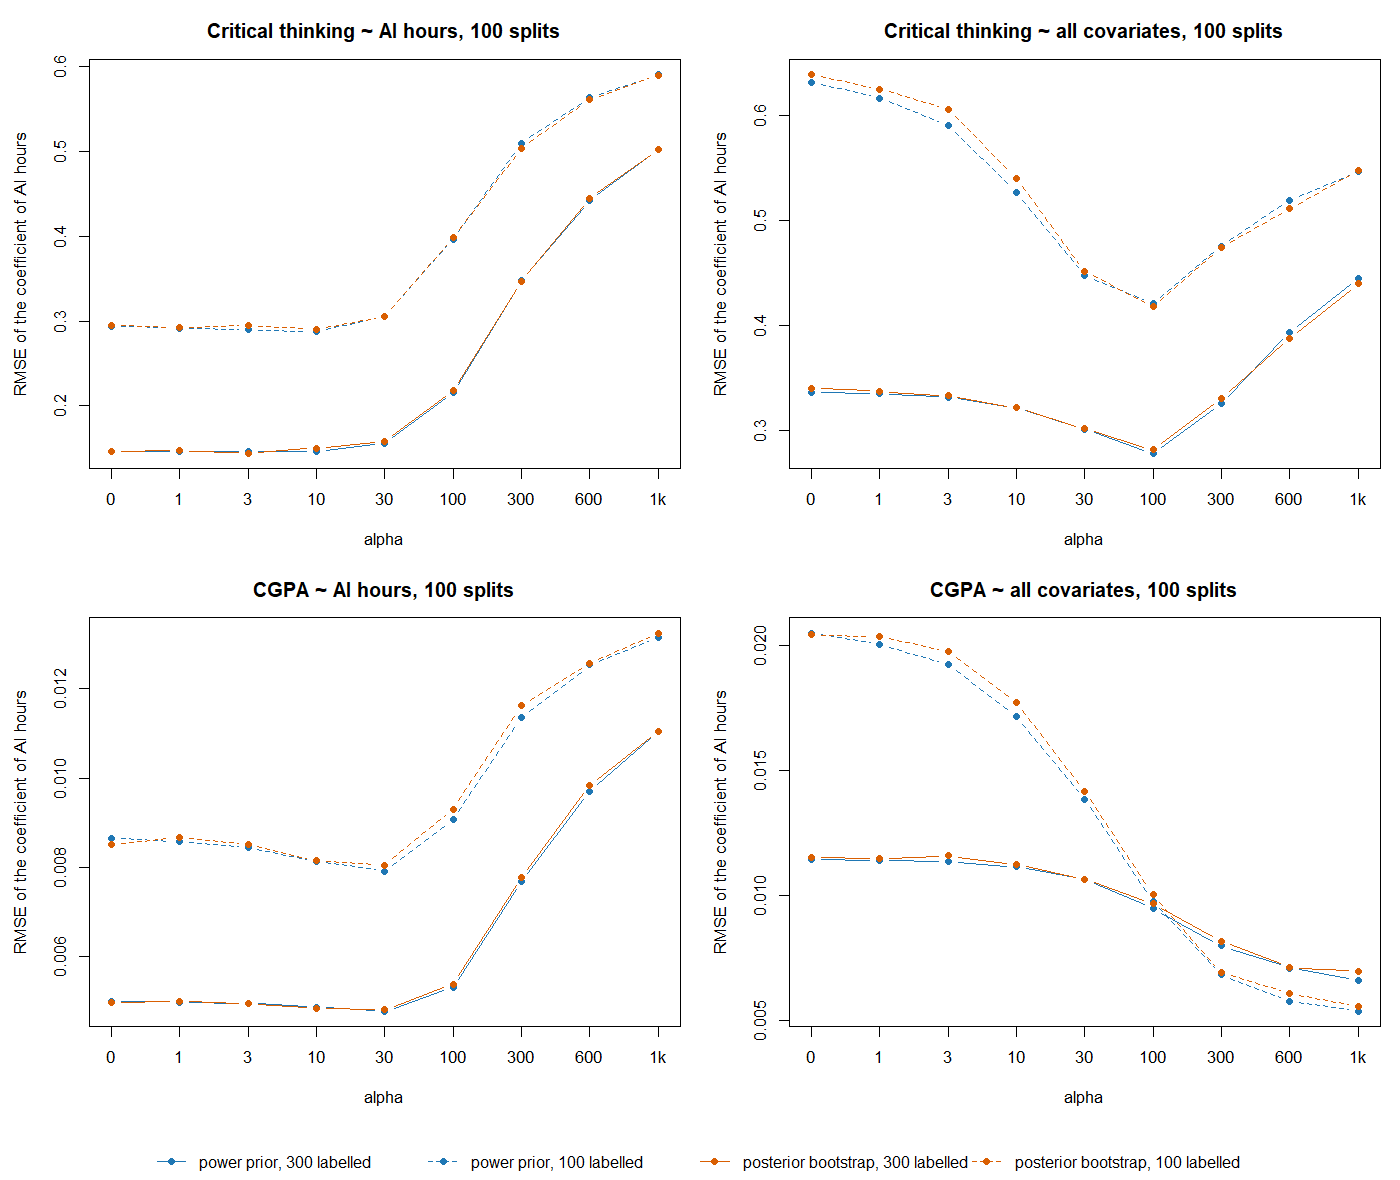 Critical thinking ~ AI hours, 100 splits
RMSE of the coefficient of AI hours
0.6
0.5
0.4
0.3
0.2
0 1 3 10 30 100 300 600 1k
alpha
Critical thinking ~ all covariates, 100 splits
RMSE of the coefficient of AI hours
0.6
0.5
0.4
0.3
0 1 3 10 30 100 300 600 1k
alpha
CGPA ~ AI hours, 100 splits
RMSE of the coefficient of AI hours
0.012
0.010
0.008
0.006
0 1 3 10 30 100 300 600 1k
alpha
CGPA ~ all covariates, 100 splits
RMSE of the coefficient of AI hours
0.020
0.015
0.010
0.005
0 1 3 10 30 100 300 600 1k
alpha
power prior, 300 labelled power prior, 100 labelled posterior bootstrap, 300 labelled posterior bootstrap, 100 labelled